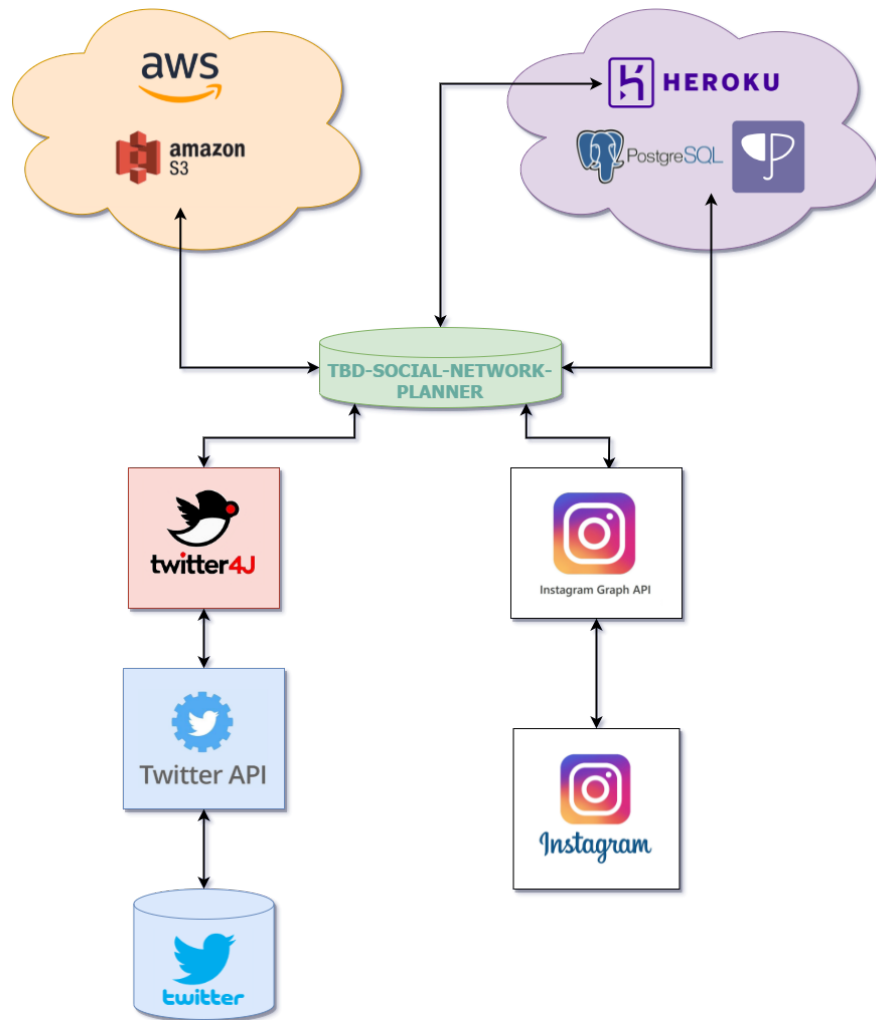 aws
amazon
S3
HEROKU
PostgreSQL
TBD-SOCIAL-NETWORK-
PLANNER
twitter4J
Instagram Graph API
Twitter API
Instagram
twitter